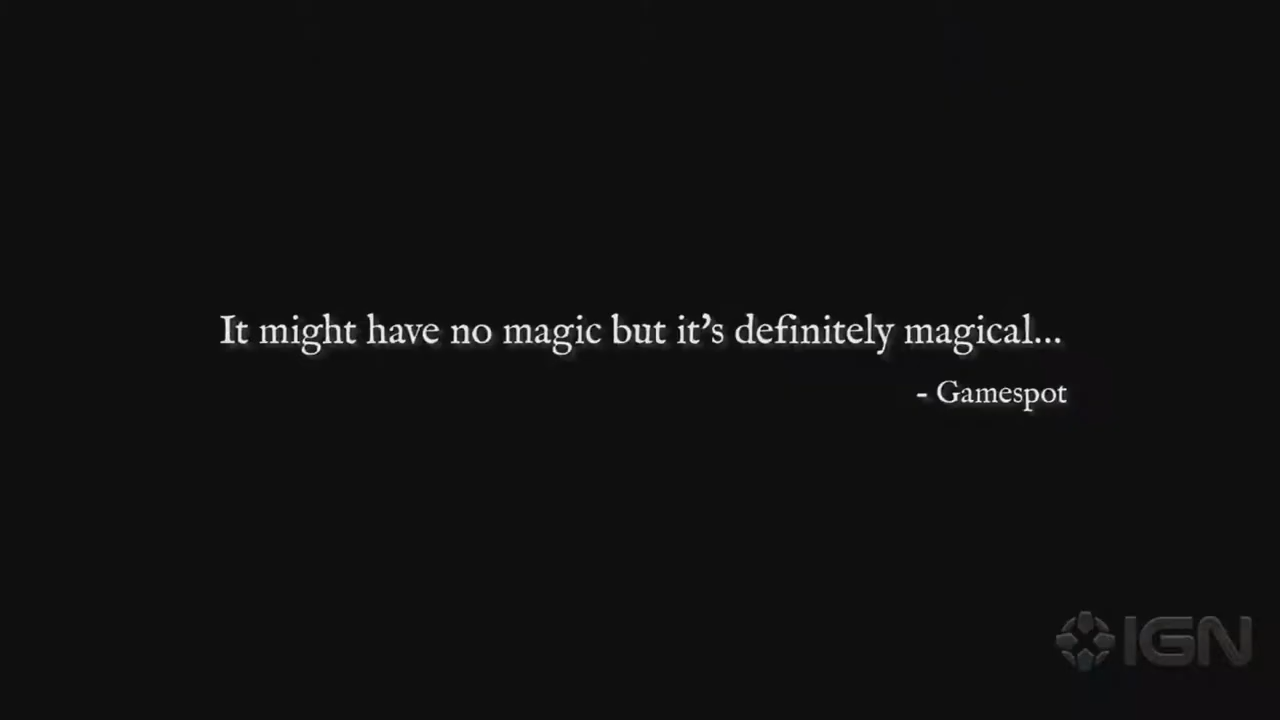 It might have no magic but it’s definitely magical...
- Gamespot
IGN